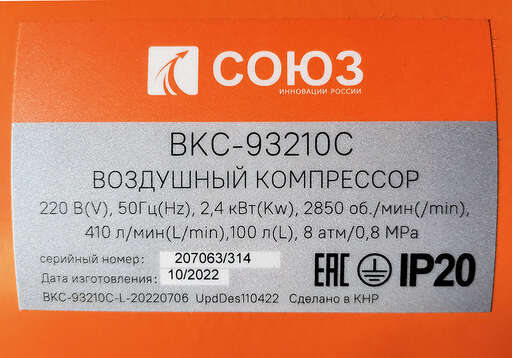 СОЮЗ
ИННОВАЦИИ РОССИИ
ВКС-93210С
ВОЗДУШНЫЙ КОМПРЕССОР
220 В(V), 50Гц(Hz), 2,4 кВт(Kw), 2850 об./мин(/min),
410 л/мин(L/min),100 л(L), 8 атм/0,8 MPa
серийный номер: 207063/314
Дата изготовления: 10/2022
EAC IP20
ВКС-93210С-L-20220706 UpdDes110422 Сделано в КНР